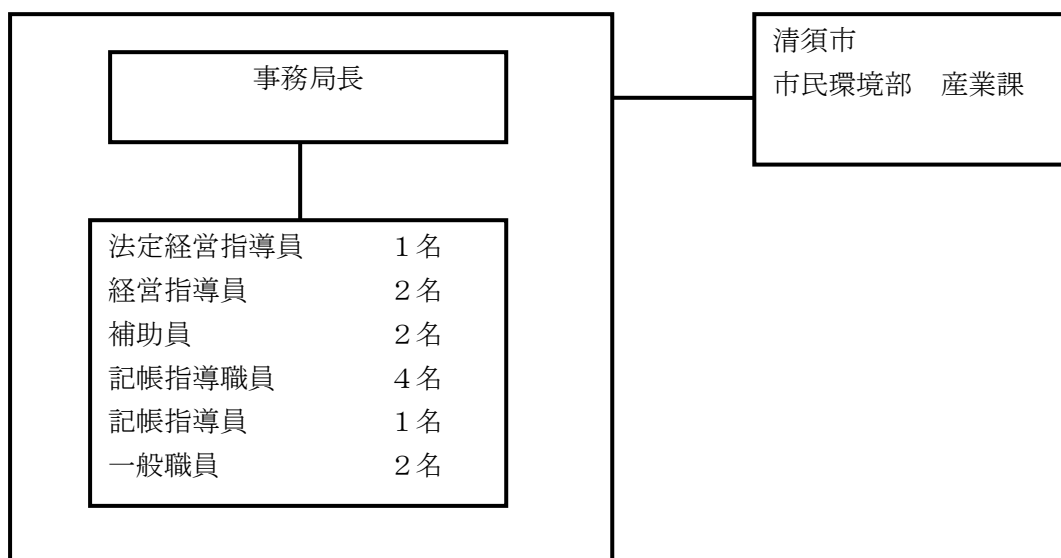 事務局長
法定経営指導員　　　１名
経営指導員　　　　　２名
補助員　　　　　　　２名
記帳指導職員　　　　４名
記帳指導員　　　　　１名
一般職員　　　　　　２名
清須市
市民環境部　産業課